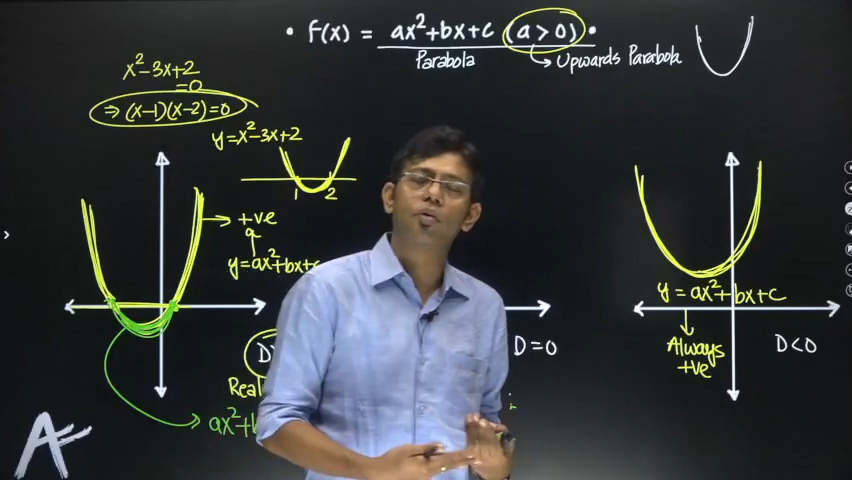 • f(x) = ax²+bx+c (a > 0) •
Parabola
Upwards Parabola
x²-3x+2
=0
⇒ (x-1)(x-2)=0
y=x²-3x+2
1 2
+ve
a
y=ax²+bx+c
D
D=0
Real
ax²+b
y = ax²+bx+c
Always
+ve
D<0
A